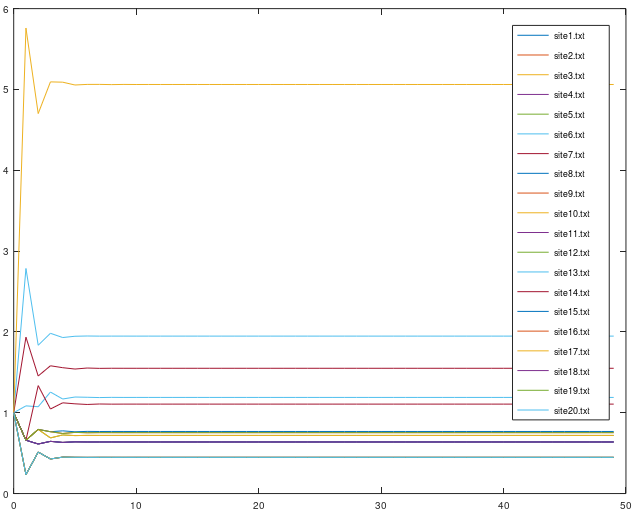 6
5
4
3
2
1
0
0
10
20
30
40
50
site1.txt
site2.txt
site3.txt
site4.txt
site5.txt
site6.txt
site7.txt
site8.txt
site9.txt
site10.txt
site11.txt
site12.txt
site13.txt
site14.txt
site15.txt
site16.txt
site17.txt
site18.txt
site19.txt
site20.txt